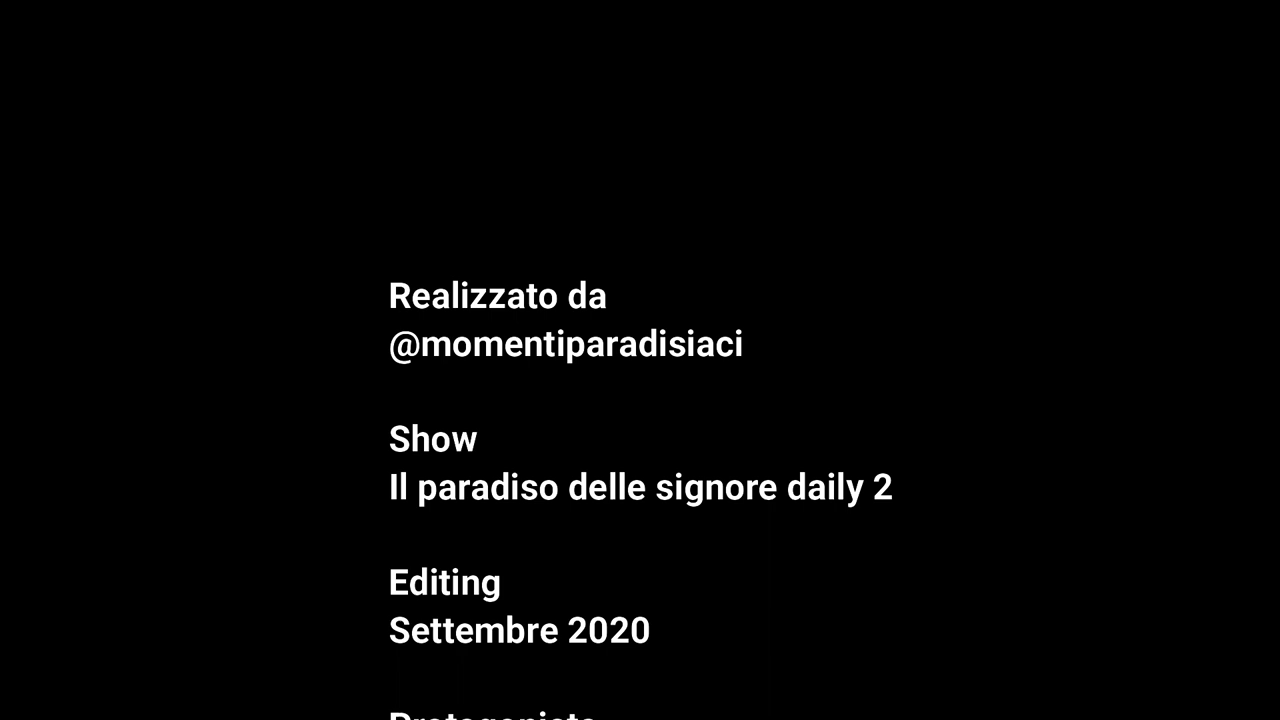 Realizzato da
@momentiparadisiaci
Show
Il paradiso delle signore daily 2
Editing
Settembre 2020